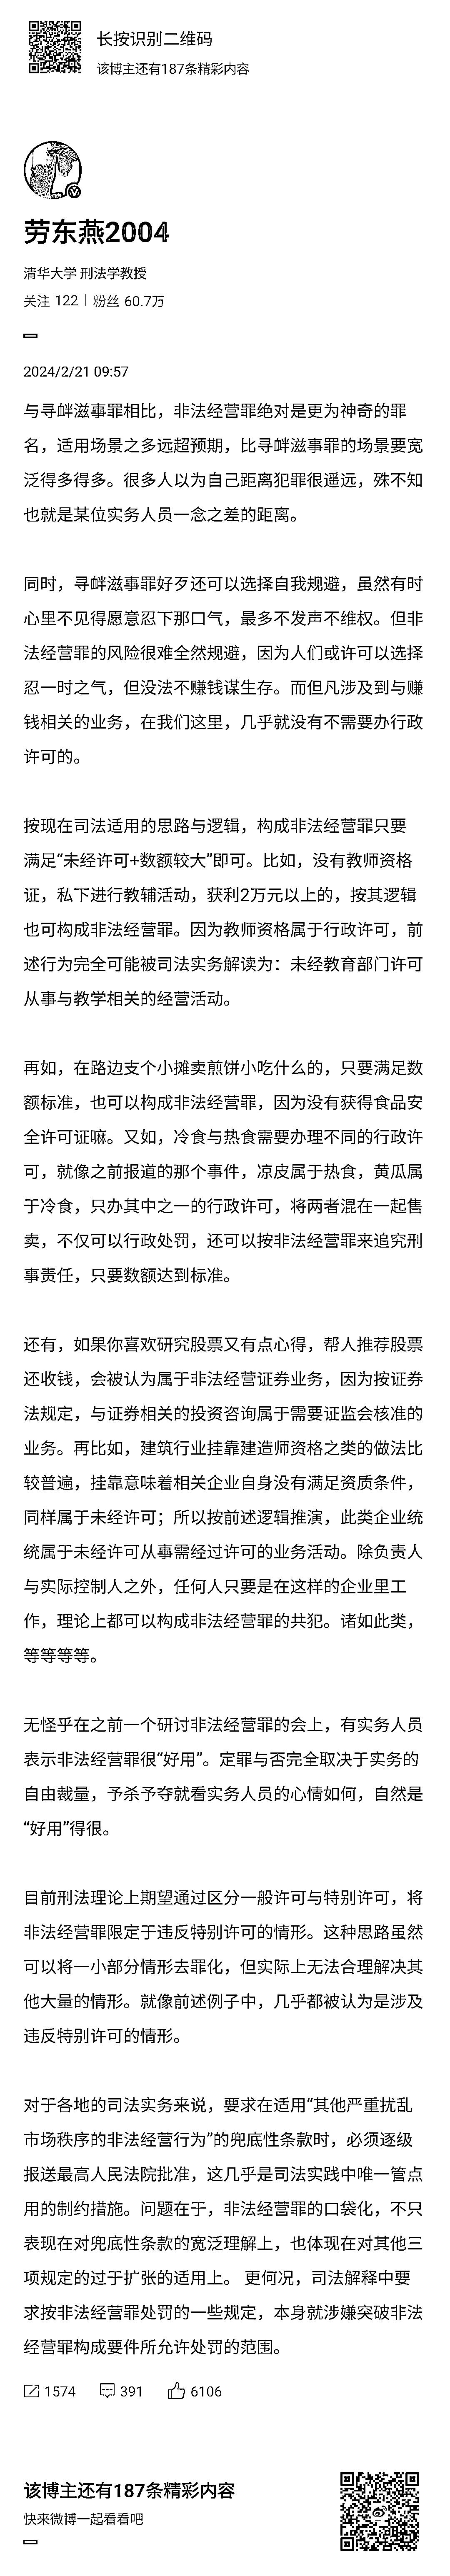 长按识别二维码
该博主还有187条精彩内容
劳东燕2004
清华大学 刑法学教授
关注 122 | 粉丝 60.7万
2024/2/21 09:57
与寻衅滋事罪相比，非法经营罪绝对是更为神奇的罪
名，适用场景之多远超预期，比寻衅滋事罪的场景要宽
泛得多得多。很多人以为自己距离犯罪很遥远，殊不知
也就是某位实务人员一念之差的距离。
同时，寻衅滋事罪好歹还可以选择自我规避，虽然有时
心里不见得愿意忍下那口气，最多不发声不维权。但非
法经营罪的风险很难全然规避，因为人们或许可以选择
忍一时之气，但没法不赚钱谋生存。而但凡涉及到与赚
钱相关的业务，在我们这里，几乎就没有不需要办行政
许可的。
按现在司法适用的思路与逻辑，构成非法经营罪只要
满足“未经许可+数额较大”即可。比如，没有教师资格
证，私下进行教辅活动，获利2万元以上的，按其逻辑
也可构成非法经营罪。因为教师资格属于行政许可，前
述行为完全可能被司法实务解读为：未经教育部门许可
从事与教学相关的经营活动。
再如，在路边支个小摊卖煎饼小吃什么的，只要满足数
额标准，也可以构成非法经营罪，因为没有获得食品安
全许可证嘛。又如，冷食与热食需要办理不同的行政许
可，就像之前报道的那个事件，凉皮属于热食，黄瓜属
于冷食，只办其中之一的行政许可，将两者混在一起售
卖，不仅可以行政处罚，还可以按非法经营罪来追究刑
事责任，只要数额达到标准。
还有，如果你喜欢研究股票又有点心得，帮人推荐股票
还收钱，会被认为属于非法经营证券业务，因为按证券
法规定，与证券相关的投资咨询属于需要证监会核准的
业务。再比如，建筑行业挂靠建造师资格之类的做法比
较普遍，挂靠意味着相关企业自身没有满足资质条件，
同样属于未经许可；所以按前述逻辑推演，此类企业统
统属于未经许可从事需经过许可的业务活动。除负责人
与实际控制人之外，任何人只要是在这样的企业里工
作，理论上都可以构成非法经营罪的共犯。诸如此类，
等等等等。
无怪乎在之前一个研讨非法经营罪的会上，有实务人员
表示非法经营罪很“好用”。定罪与否完全取决于实务的
自由裁量，予杀予夺就看实务人员的心情如何，自然是
“好用”得很。
目前刑法理论上期望通过区分一般许可与特别许可，将
非法经营罪限定于违反特别许可的情形。这种思路虽然
可以将一小部分情形去罪化，但实际上无法合理解决其
他大量的情形。就像前述例子中，几乎都被认为是涉及
违反特别许可的情形。
对于各地的司法实务来说，要求在适用“其他严重扰乱
市场秩序的非法经营行为”的兜底性条款时，必须逐级
报送最高人民法院批准，这几乎是司法实践中唯一管点
用的制约措施。问题在于，非法经营罪的口袋化，不只
表现在对兜底性条款的宽泛理解上，也体现在对其他三
项规定的过于扩张的适用上。 更何况，司法解释中要
求按非法经营罪处罚的一些规定，本身就涉嫌突破非法
经营罪构成要件所允许处罚的范围。
1574 391 6106
该博主还有187条精彩内容
快来微博一起看看吧